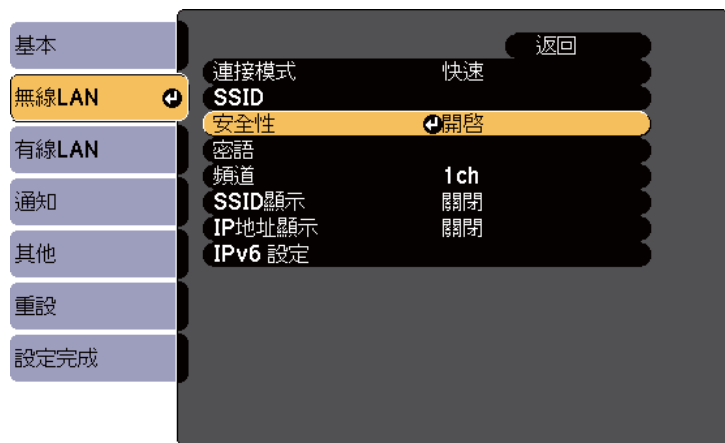 基本
無線LAN
有線LAN
通知
其他
重設
設定完成
返回
連接模式 快速
SSID
安全性 開啓
密語
頻道 1ch
SSID顯示 關閉
IP地址顯示 關閉
IPv6 設定